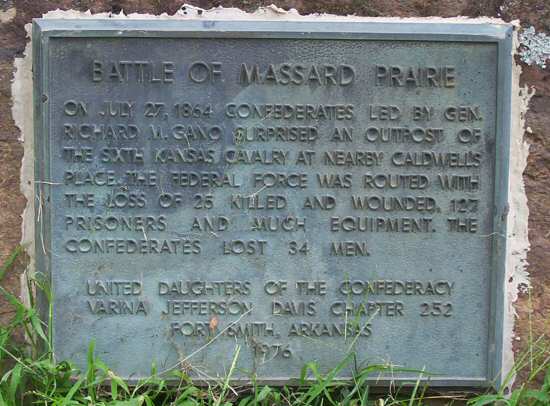 BATTLE OF MASSARD PRAIRIE
ON JULY 27, 1864 CONFEDERATES LED BY GEN.
RICHARD M. GANO SURPRISED AN OUTPOST OF
THE SIXTH KANSAS CAVALRY AT NEARBY CALDWELL'S
PLACE. THE FEDERAL FORCE WAS ROUTED WITH
THE LOSS OF 25 KILLED AND WOUNDED, 127
PRISONERS AND MUCH EQUIPMENT. THE
CONFEDERATES LOST 34 MEN.
UNITED DAUGHTERS OF THE CONFEDERACY
VARINA JEFFERSON DAVIS CHAPTER 252
FORT SMITH, ARKANSAS
1976